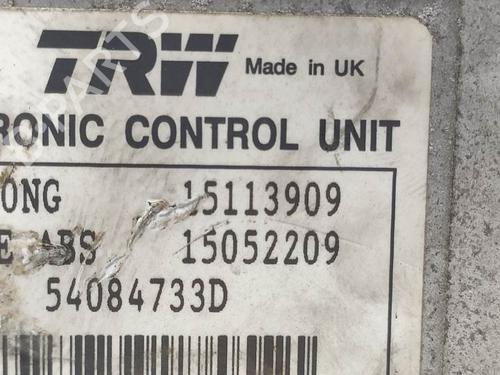 TRW Made in UK
RONIC CONTROL UNIT
ONG 15113909
E ABS 15052209
54084733D